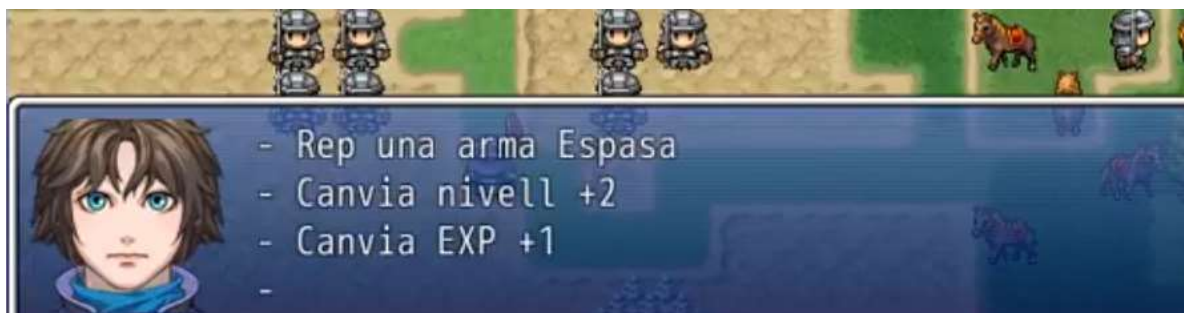 - Rep una arma Espasa
- Canvia nivell +2
- Canvia EXP +1
-